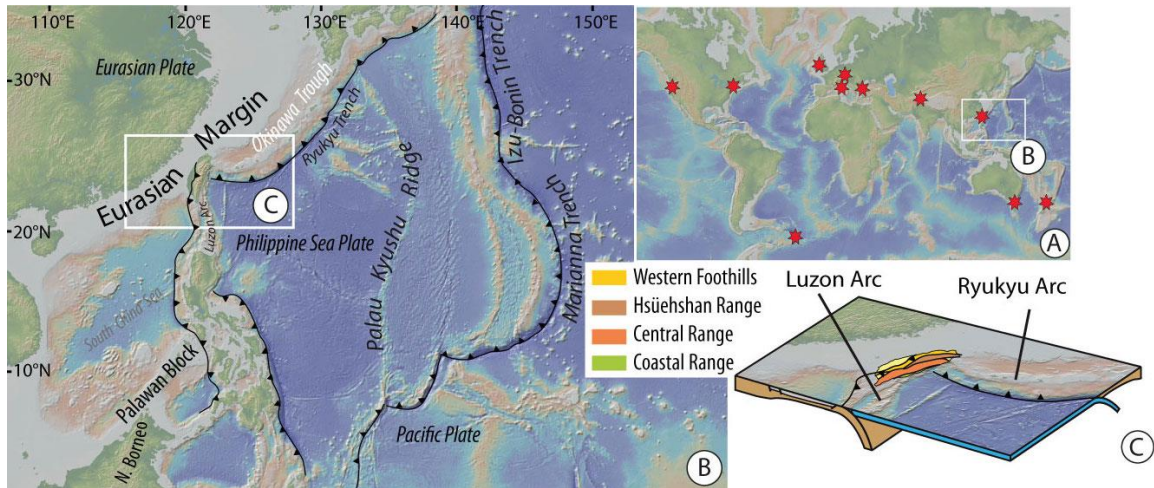 110°E
120°E
130°E
140°E
150°E
30°N
20°N
10°N
Eurasian Plate
Eurasian Margin
Okinawa Trough
Ryukyu Trench
Izu-Bonin Trench
Marianna Trench
Palau Kyushu Ridge
Luzon Arc
Philippine Sea Plate
South China Sea
Palawan Block
N. Borneo
Pacific Plate
C
B
B
A
Western Foothills
Hsüehshan Range
Central Range
Coastal Range
Luzon Arc
Ryukyu Arc
C